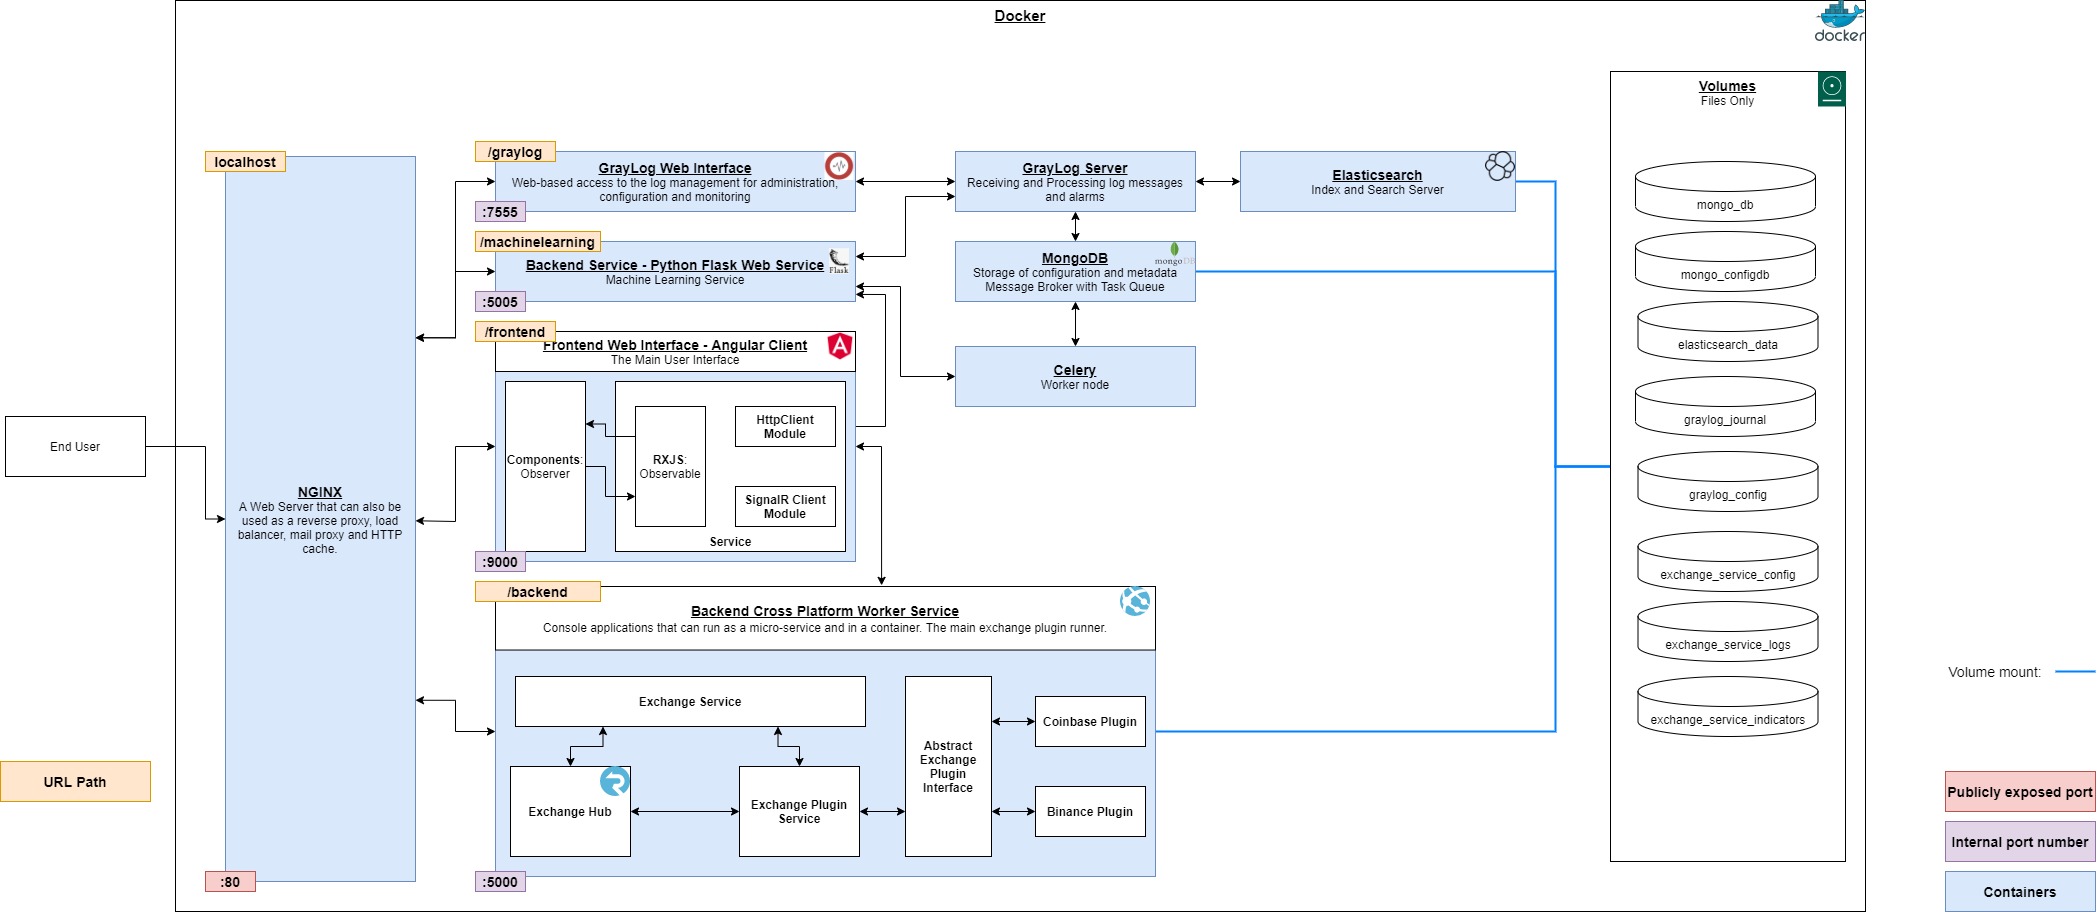 Docker
docker
Volumes
Files Only
mongo_db
mongo_configdb
elasticsearch_data
graylog_journal
graylog_config
exchange_service_config
exchange_service_logs
exchange_service_indicators
localhost
NGINX
A Web Server that can also be
used as a reverse proxy, load
balancer, mail proxy and HTTP
cache.
:80
End User
/graylog
GrayLog Web Interface
Web-based access to the log management for administration,
configuration and monitoring
:7555
GrayLog Server
Receiving and Processing log messages
and alarms
Elasticsearch
Index and Search Server
/machinelearning
Backend Service - Python Flask Web Service
Machine Learning Service
Flask
:5005
MongoDB
Storage of configuration and metadata
Message Broker with Task Queue
mongoDB
Celery
Worker node
/frontend
Frontend Web Interface - Angular Client
The Main User Interface
Components:
Observer
RXJS:
Observable
HttpClient
Module
SignalR Client
Module
Service
:9000
/backend
Backend Cross Platform Worker Service
Console applications that can run as a micro-service and in a container. The main exchange plugin runner.
Exchange Service
Exchange Hub
Exchange Plugin
Service
Abstract
Exchange
Plugin
Interface
Coinbase Plugin
Binance Plugin
:5000
URL Path
Volume mount:
Publicly exposed port
Internal port number
Containers